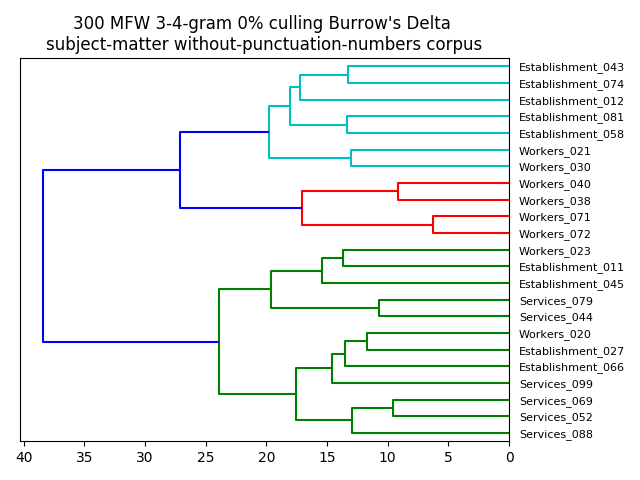 300 MFW 3-4-gram 0% culling Burrow's Delta
subject-matter without-punctuation-numbers corpus
Establishment_043
Establishment_074
Establishment_012
Establishment_081
Establishment_058
Workers_021
Workers_030
Workers_040
Workers_038
Workers_071
Workers_072
Workers_023
Establishment_011
Establishment_045
Services_079
Services_044
Workers_020
Establishment_027
Establishment_066
Services_099
Services_069
Services_052
Services_088
40 35 30 25 20 15 10 5 0